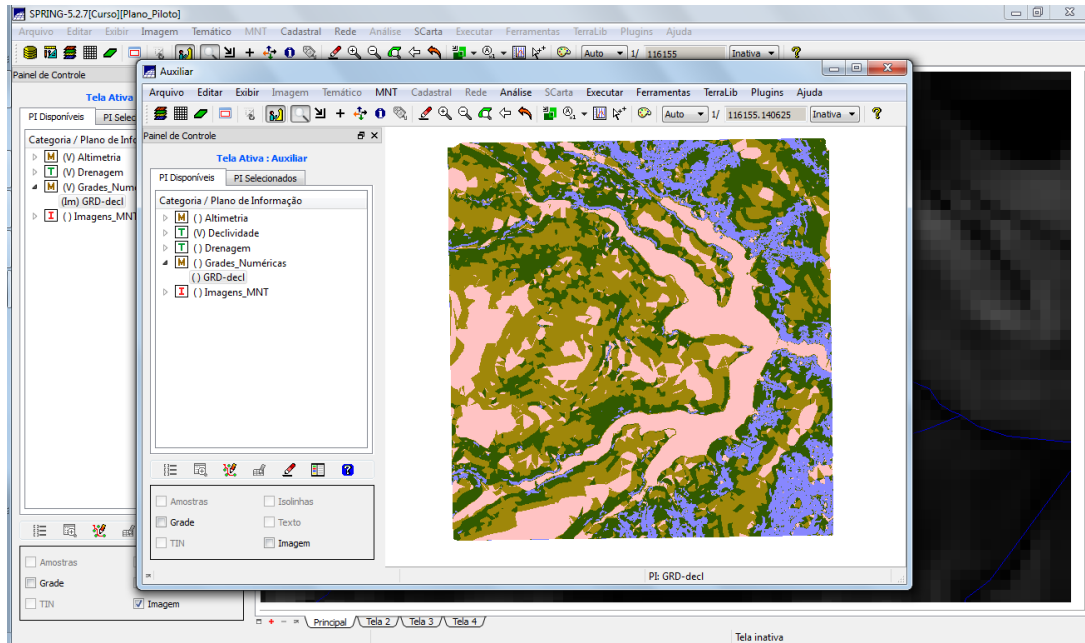 SPRING-5.2.7[Curso][Plano_Piloto]
Arquivo Editar Exibir Imagem Temático MNT Cadastral Rede Análise SCarta Executar Ferramentas TerraLib Plugins Ajuda
Auto 1/ 116155 Inativa
Painel de Controle
Tela Ativa
PI Disponíveis PI Selec
Categoria / Plano de Info
(V) Altimetria
(V) Drenagem
(V) Grades_Numé
(Im) GRD-decl
() Imagens_MNT
Amostras
Grade
TIN Imagem
Auxiliar
Arquivo Editar Exibir Imagem Temático MNT Cadastral Rede Análise SCarta Executar Ferramentas TerraLib Plugins Ajuda
Auto 1/ 116155.140625 Inativa
Painel de Controle
Tela Ativa : Auxiliar
PI Disponíveis PI Selecionados
Categoria / Plano de Informação
M () Altimetria
T (V) Declividade
T () Drenagem
M () Grades_Numéricas
() GRD-decl
I () Imagens_MNT
Amostras Isolinhas
Grade Texto
TIN Imagem
PI: GRD-decl
Principal Tela 2 Tela 3 Tela 4
Tela inativa